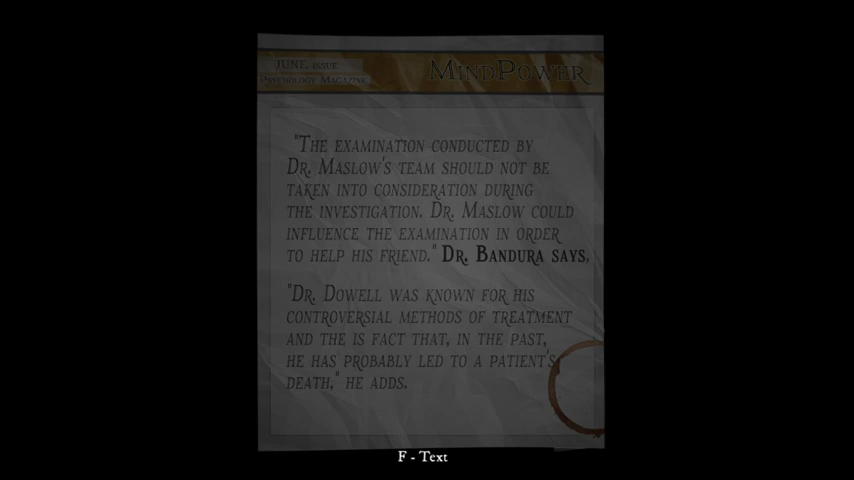 JUNE, ISSUE
PSYCHOLOGY MAGAZINE
MINDPOWER
"THE EXAMINATION CONDUCTED BY
DR. MASLOW'S TEAM SHOULD NOT BE
TAKEN INTO CONSIDERATION DURING
THE INVESTIGATION. DR. MASLOW COULD
INFLUENCE THE EXAMINATION IN ORDER
TO HELP HIS FRIEND." DR. BANDURA SAYS,
"DR. DOWELL WAS KNOWN FOR HIS
CONTROVERSIAL METHODS OF TREATMENT
AND THE IS FACT THAT, IN THE PAST,
HE HAS PROBABLY LED TO A PATIENT'S
DEATH," HE ADDS.
F - Text